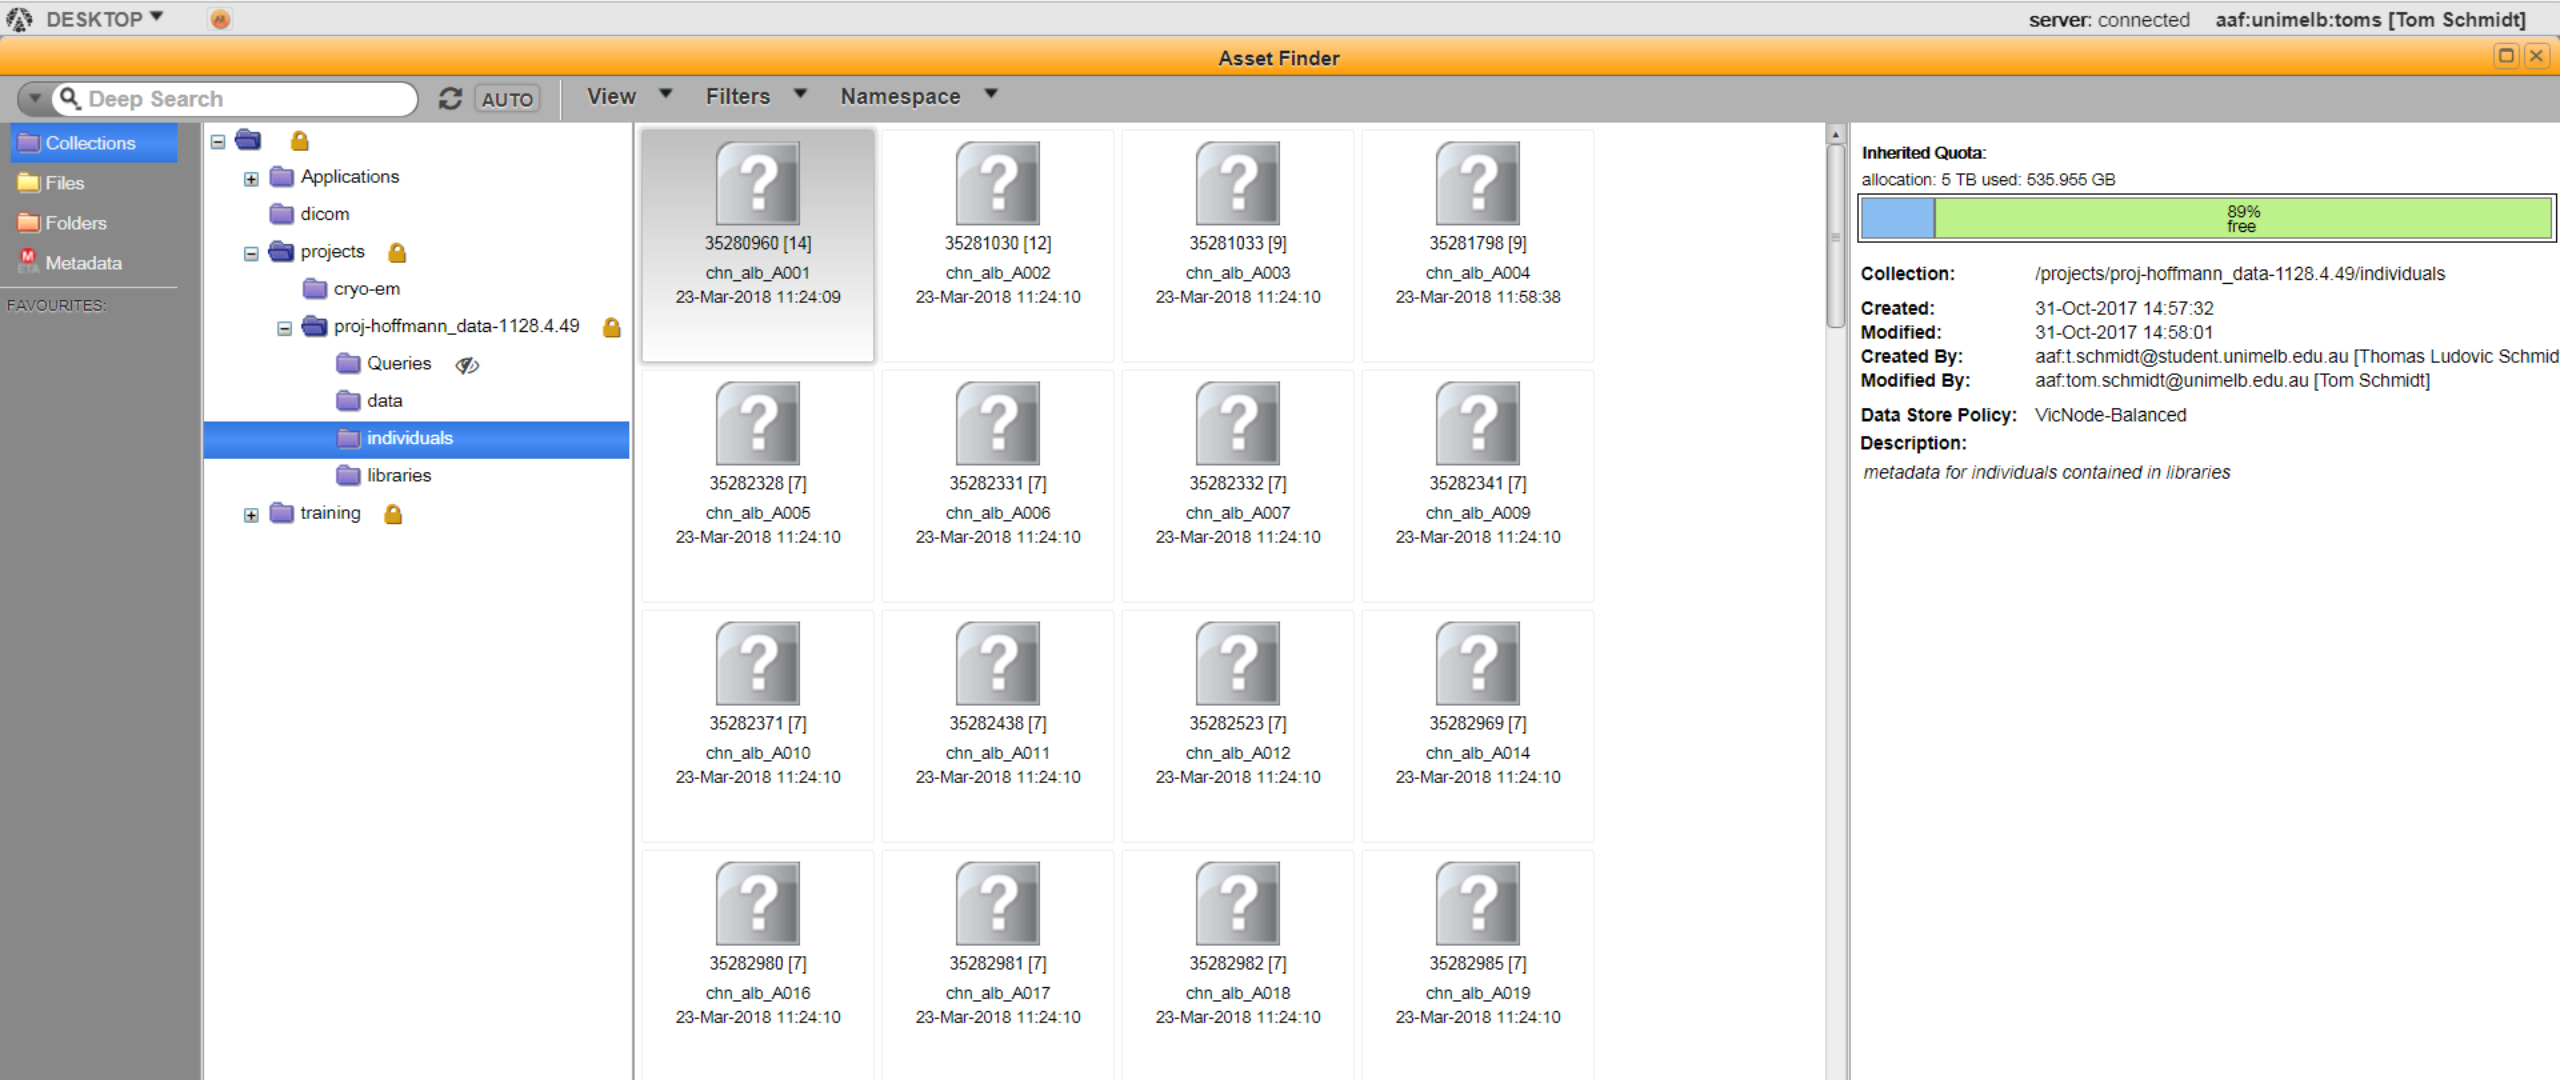 DESKTOP
server: connected aaf:unimelb:toms [Tom Schmidt]
Asset Finder
Deep Search
AUTO
View
Filters
Namespace
Collections
Files
Folders
Metadata
FAVOURITES:
Applications
dicom
projects
cryo-em
proj-hoffmann_data-1128.4.49
Queries
data
individuals
libraries
training
35280960 [14]
chn_alb_A001
23-Mar-2018 11:24:09
35281030 [12]
chn_alb_A002
23-Mar-2018 11:24:10
35281033 [9]
chn_alb_A003
23-Mar-2018 11:24:10
35281798 [9]
chn_alb_A004
23-Mar-2018 11:58:38
35282328 [7]
chn_alb_A005
23-Mar-2018 11:24:10
35282331 [7]
chn_alb_A006
23-Mar-2018 11:24:10
35282332 [7]
chn_alb_A007
23-Mar-2018 11:24:10
35282341 [7]
chn_alb_A009
23-Mar-2018 11:24:10
35282371 [7]
chn_alb_A010
23-Mar-2018 11:24:10
35282438 [7]
chn_alb_A011
23-Mar-2018 11:24:10
35282523 [7]
chn_alb_A012
23-Mar-2018 11:24:10
35282969 [7]
chn_alb_A014
23-Mar-2018 11:24:10
35282980 [7]
chn_alb_A016
23-Mar-2018 11:24:10
35282981 [7]
chn_alb_A017
23-Mar-2018 11:24:10
35282982 [7]
chn_alb_A018
23-Mar-2018 11:24:10
35282985 [7]
chn_alb_A019
23-Mar-2018 11:24:10
Inherited Quota:
allocation: 5 TB used: 535.955 GB
89%
free
Collection: /projects/proj-hoffmann_data-1128.4.49/individuals
Created: 31-Oct-2017 14:57:32
Modified: 31-Oct-2017 14:58:01
Created By: aaf:t.schmidt@student.unimelb.edu.au [Thomas Ludovic Schmid
Modified By: aaf:tom.schmidt@unimelb.edu.au [Tom Schmidt]
Data Store Policy: VicNode-Balanced
Description:
metadata for individuals contained in libraries